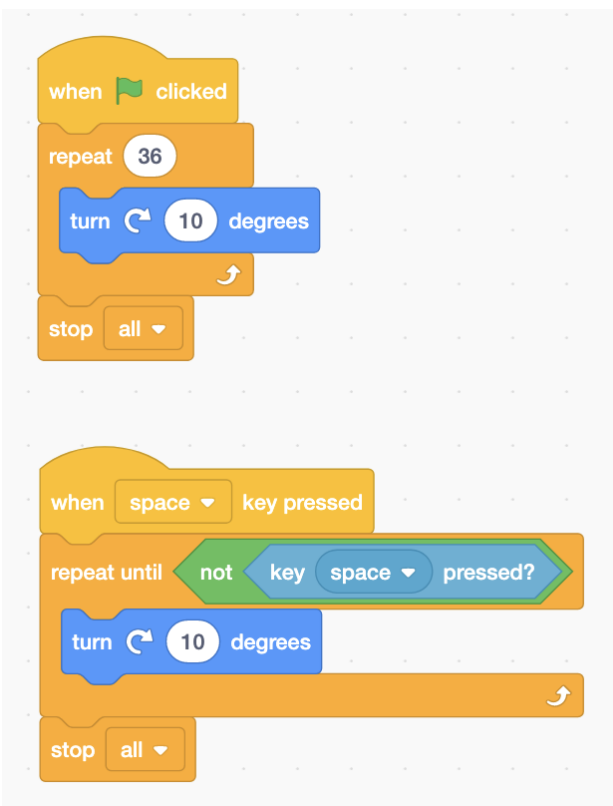 when clicked
repeat 36
turn 10 degrees
stop all
when space key pressed
repeat until not key space pressed?
turn 10 degrees
stop all